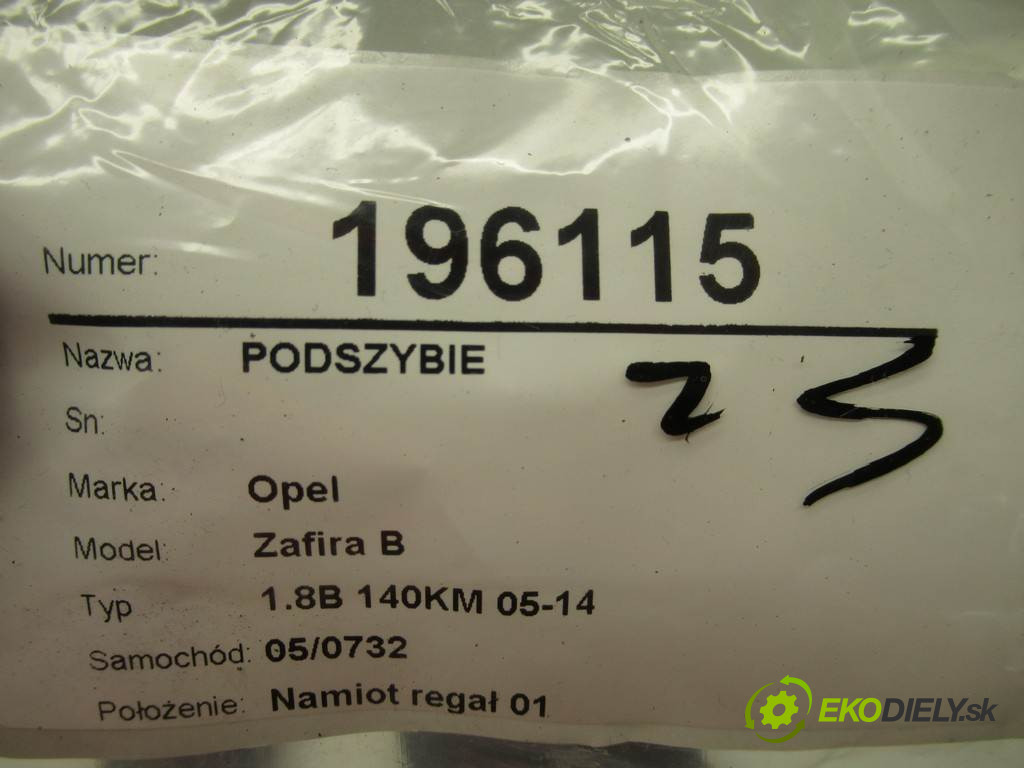 Numer: 196115
Nazwa: PODSZYBIE
23
Sn:
Marka: Opel
Model: Zafira B
Typ 1.8B 140KM 05-14
Samochód: 05/0732
Położenie: Namiot regał 01
EKODIELY.sk